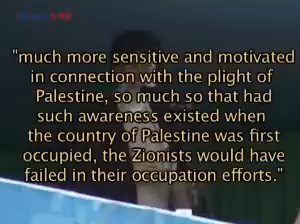 "much more sensitive and motivated
in connection with the plight of
Palestine, so much so that had
such awareness existed when
the country of Palestine was first
occupied, the Zionists would have
failed in their occupation efforts."